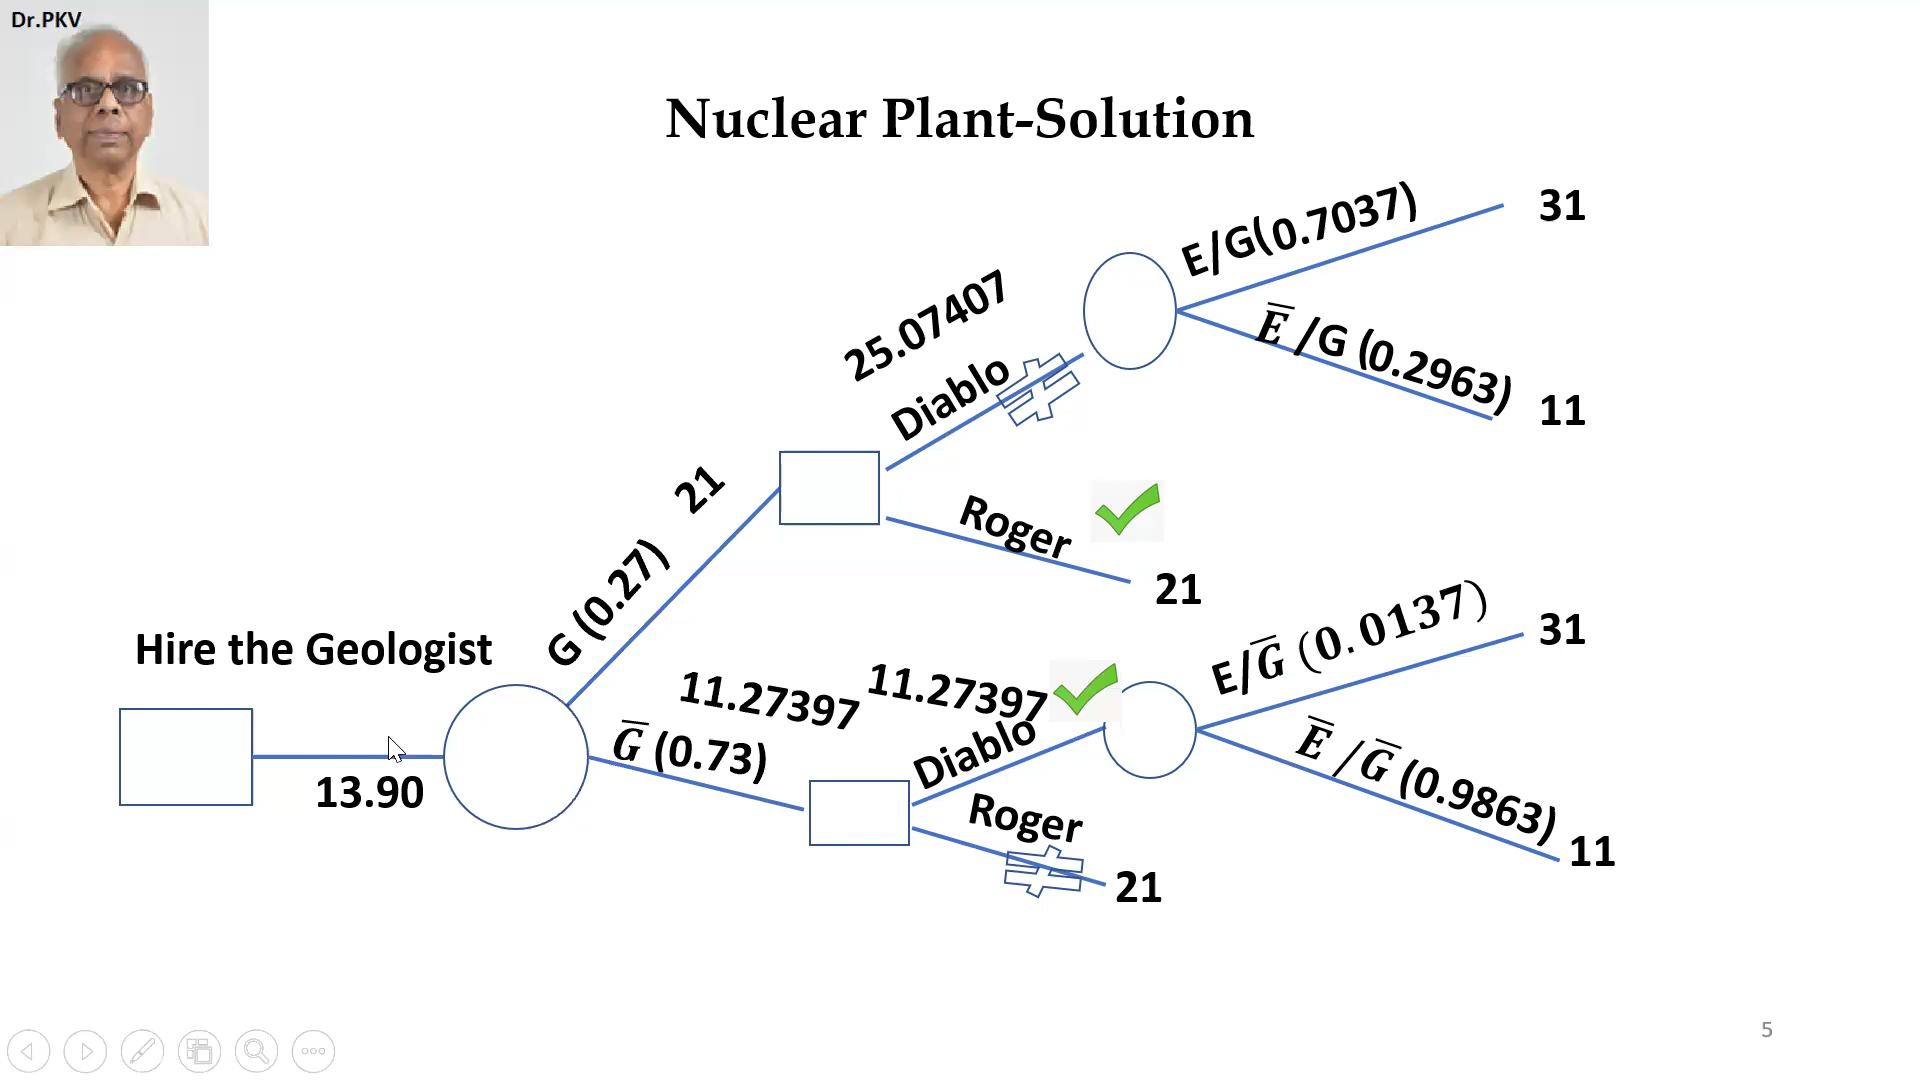 Dr.PKV
Nuclear Plant-Solution
E/G(0.7037)
31
E̅ /G (0.2963)
11
25.07407
Diablo
Roger
21
G (0.27)
21
Hire the Geologist
13.90
G̅ (0.73)
11.27397
11.27397
Diablo
Roger
21
E/G̅ (0.0137)
31
E̅ /G̅ (0.9863)
11
5